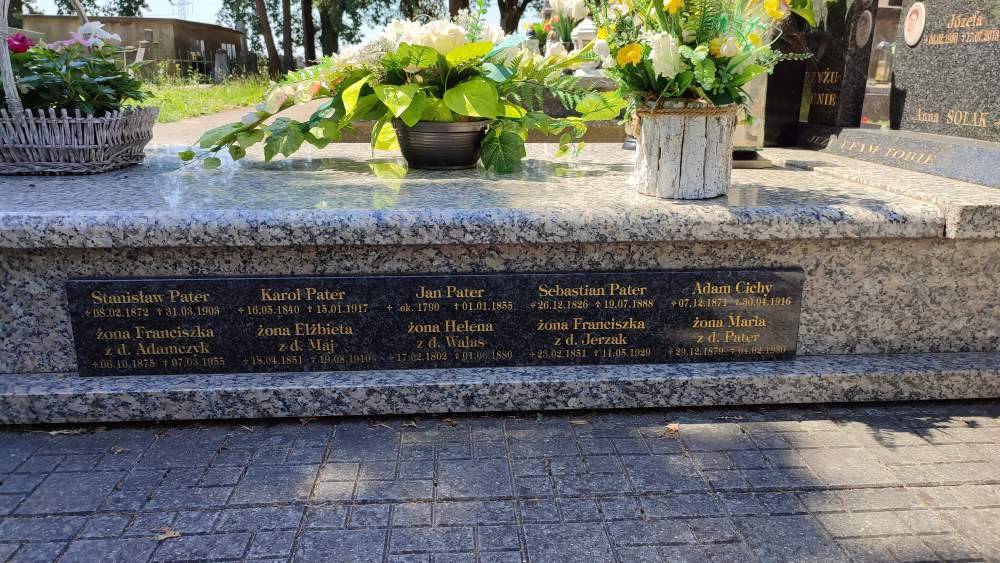 Józefa
Anna SOLAK
UFAM TOBIE
Stanisław Pater
+08.02.1872 †31.03.1903
żona Franciszka
z d. Adamczyk
+06.10.1875 †07.03.1955
Karol Pater
+16.05.1840 †15.01.1917
żona Elżbieta
z d. Maj
+18.04.1851 †19.08.1910
Jan Pater
+ ok. 1790 †01.01.1855
żona Helena
z d. Walas
+17.02.1802 †01.06.1880
Sebastian Pater
+26.12.1826 †19.07.1888
żona Franciszka
z d. Jerzak
+23.02.1851 †11.05.1929
Adam Cichy
+07.12.1871 †30.04.1916
żona Maria
z d. Pater
+29.12.1879